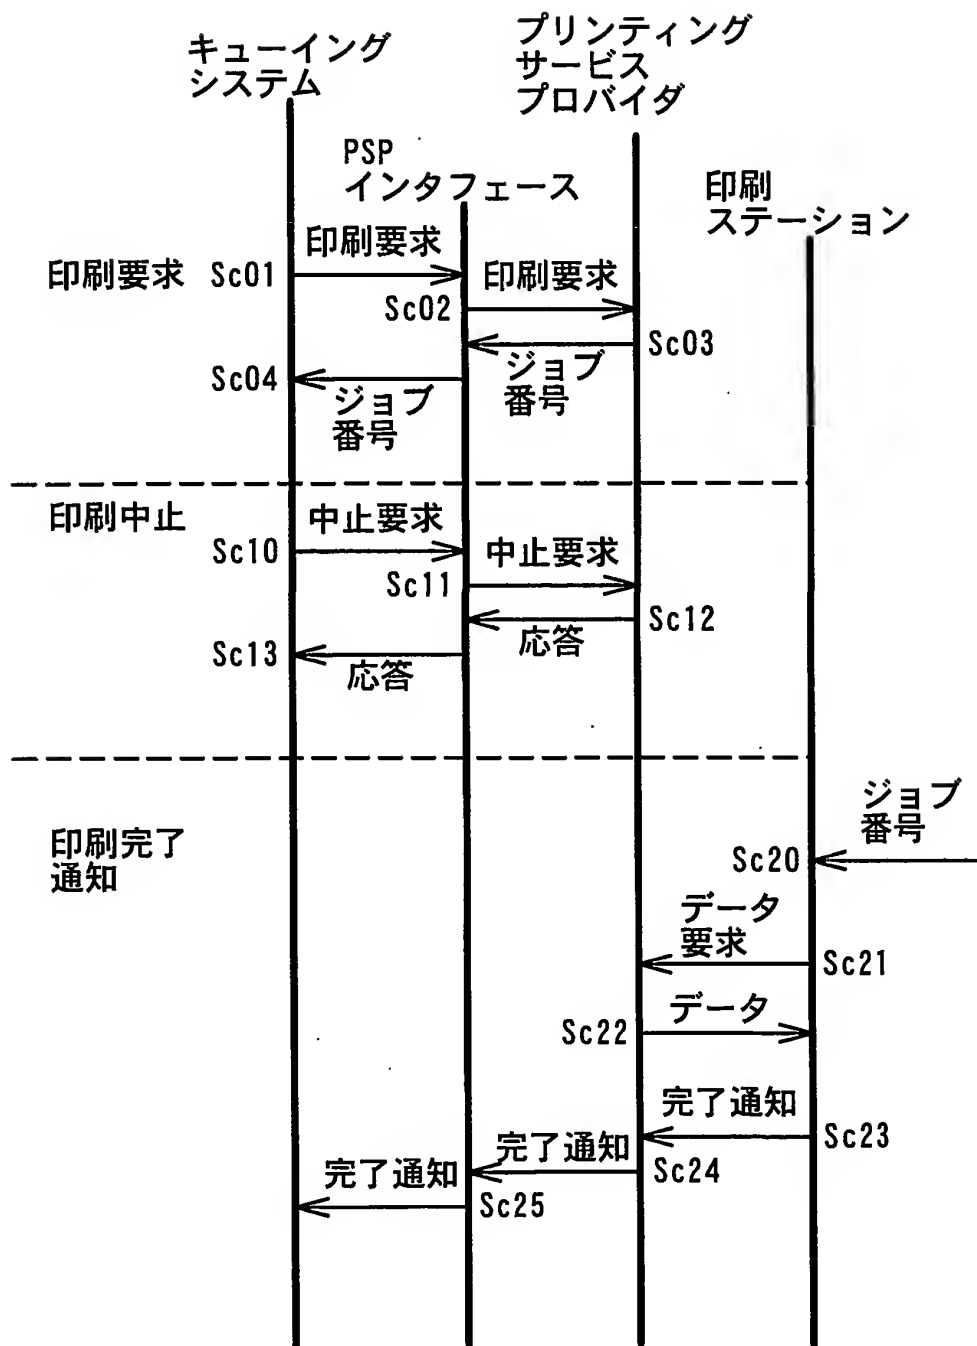 キューイング
システム
プリンティング
サービス
プロバイダ
PSP
インタフェース
印刷
ステーション
印刷要求
Sc01
印刷要求
Sc02
印刷要求
Sc03
ジョブ
番号
Sc04
ジョブ
番号
印刷中止
Sc10
中止要求
Sc11
中止要求
Sc12
応答
Sc13
応答
印刷完了
通知
ジョブ
番号
Sc20
データ
要求
Sc21
データ
Sc22
完了通知
Sc23
完了通知
Sc24
完了通知
Sc25